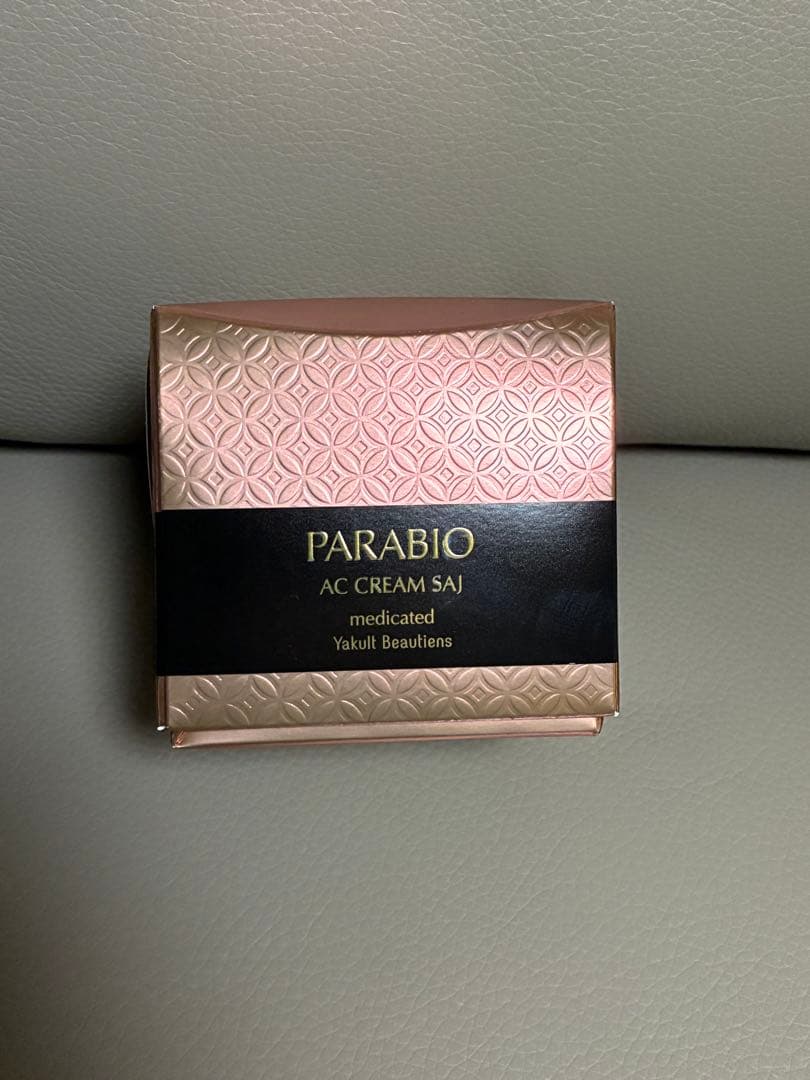 PARABIO
AC CREAM SAJ
medicated
Yakult Beautiens